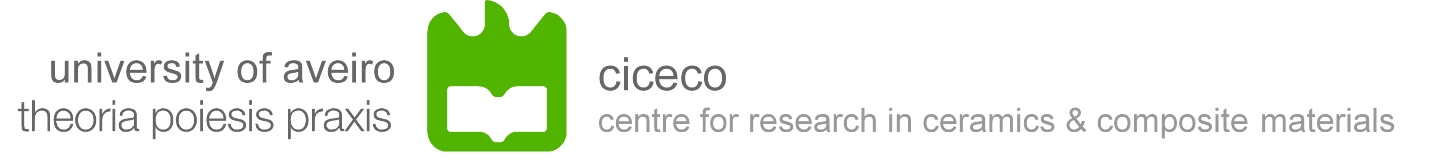 university of aveiro
theoria poiesis praxis
ciceco
centre for research in ceramics & composite materials